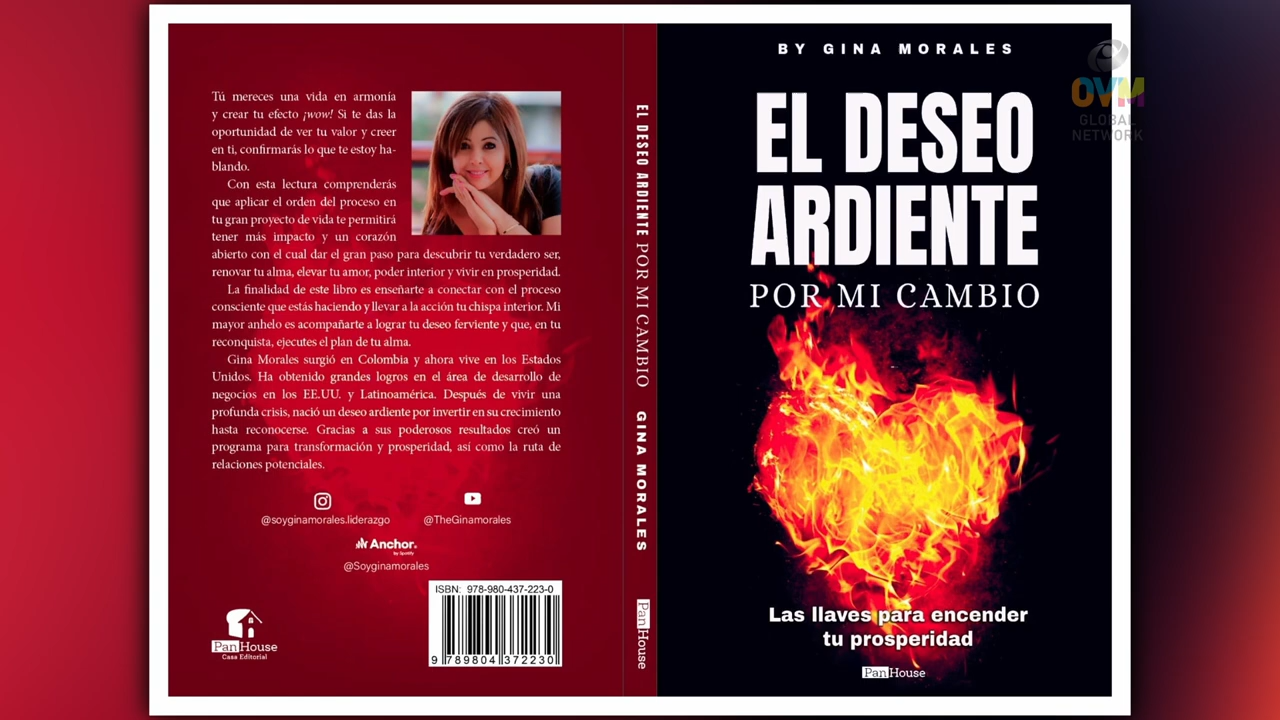 Tú mereces una vida en armonía
y crear tu efecto ¡wow! Si te das la
oportunidad de ver tu valor y creer
en ti, confirmarás lo que te estoy ha-
blando.
Con esta lectura comprenderás
que aplicar el orden del proceso en
tu gran proyecto de vida te permitirá
tener más impacto y un corazón
abierto con el cual dar el gran paso para descubrir tu verdadero ser,
renovar tu alma, elevar tu amor, poder interior y vivir en prosperidad.
La finalidad de este libro es enseñarte a conectar con el proceso
consciente que estás haciendo y llevar a la acción tu chispa interior. Mi
mayor anhelo es acompañarte a lograr tu deseo ferviente y que, en tu
reconquista, ejecutes el plan de tu alma.
Gina Morales surgió en Colombia y ahora vive en los Estados
Unidos. Ha obtenido grandes logros en el área de desarrollo de
negocios en los EE.UU. y Latinoamérica. Después de vivir una
profunda crisis, nació un deseo ardiente por invertir en su crecimiento
hasta reconocerse. Gracias a sus poderosos resultados creó un
programa para transformación y prosperidad, así como la ruta de
relaciones potenciales.
@soyginamorales.liderazgo
@TheGinamorales
Anchor
by Spotify
@Soyginamorales
PanHouse
Casa Editorial
ISBN: 978-980-437-223-0
9 789804 372230
EL DESEO ARDIENTE POR MI CAMBIO GINA MORALES PanHouse
BY GINA MORALES
EL DESEO
ARDIENTE
POR MI CAMBIO
Las llaves para encender
tu prosperidad
PanHouse
OVM
GLOBAL
NETWORK